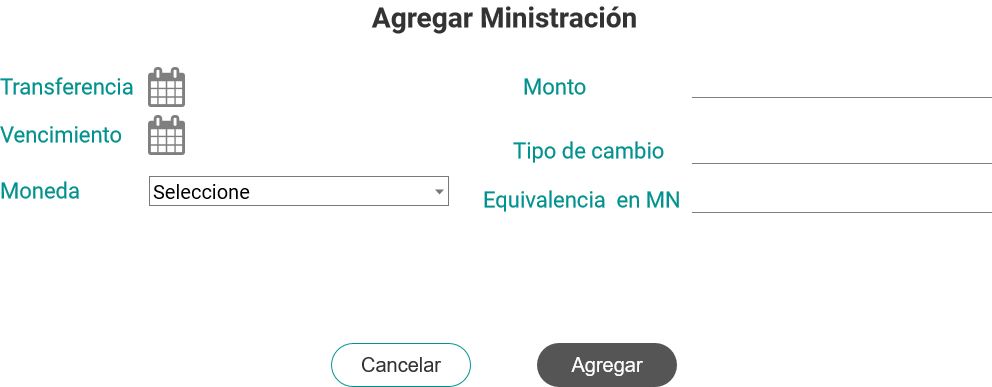 Agregar Ministración
Transferencia
Monto
Vencimiento
Tipo de cambio
Moneda
Seleccione
Equivalencia  en MN
Cancelar
Agregar